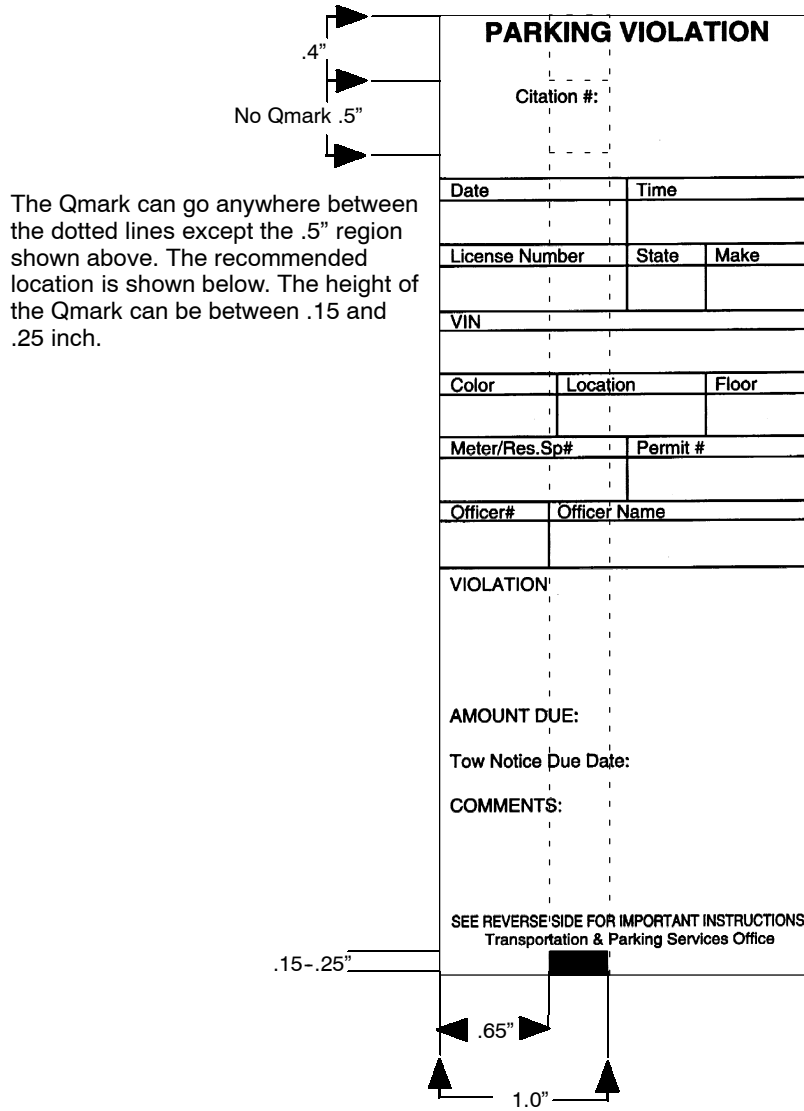 PARKING VIOLATION
.4”
Citation #:
No Qmark .5”
The Qmark can go anywhere between
the dotted lines except the .5” region
shown above. The recommended
location is shown below. The height of
the Qmark can be between .15 and
.25 inch.
Date Time
License Number State Make
VIN
Color Location Floor
Meter/Res.Sp# Permit #
Officer# Officer Name
VIOLATION
AMOUNT DUE:
Tow Notice Due Date:
COMMENTS:
SEE REVERSE SIDE FOR IMPORTANT INSTRUCTIONS
Transportation & Parking Services Office
.15-.25”
.65”
1.0”